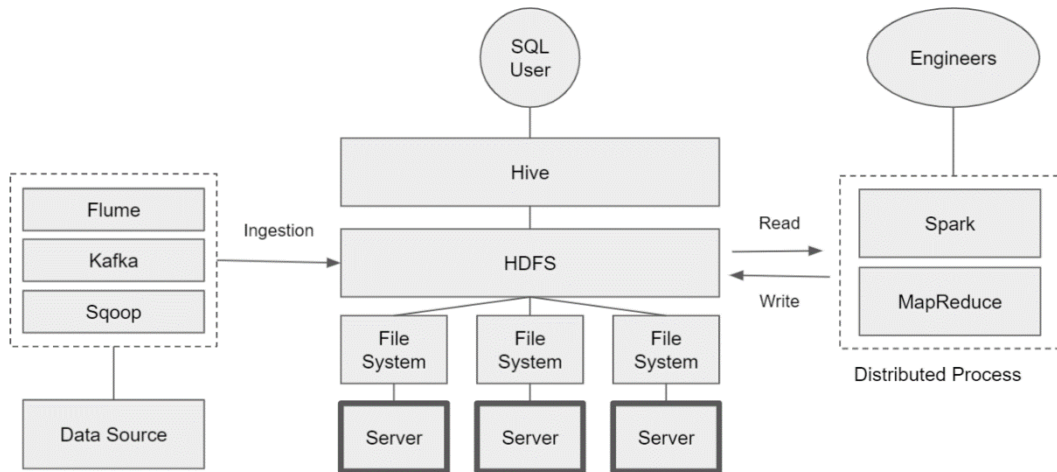 SQL
User
Engineers
Hive
Flume
Kafka
Sqoop
Ingestion
HDFS
Read
Write
Spark
MapReduce
Distributed Process
File
System
File
System
File
System
Data Source
Server
Server
Server